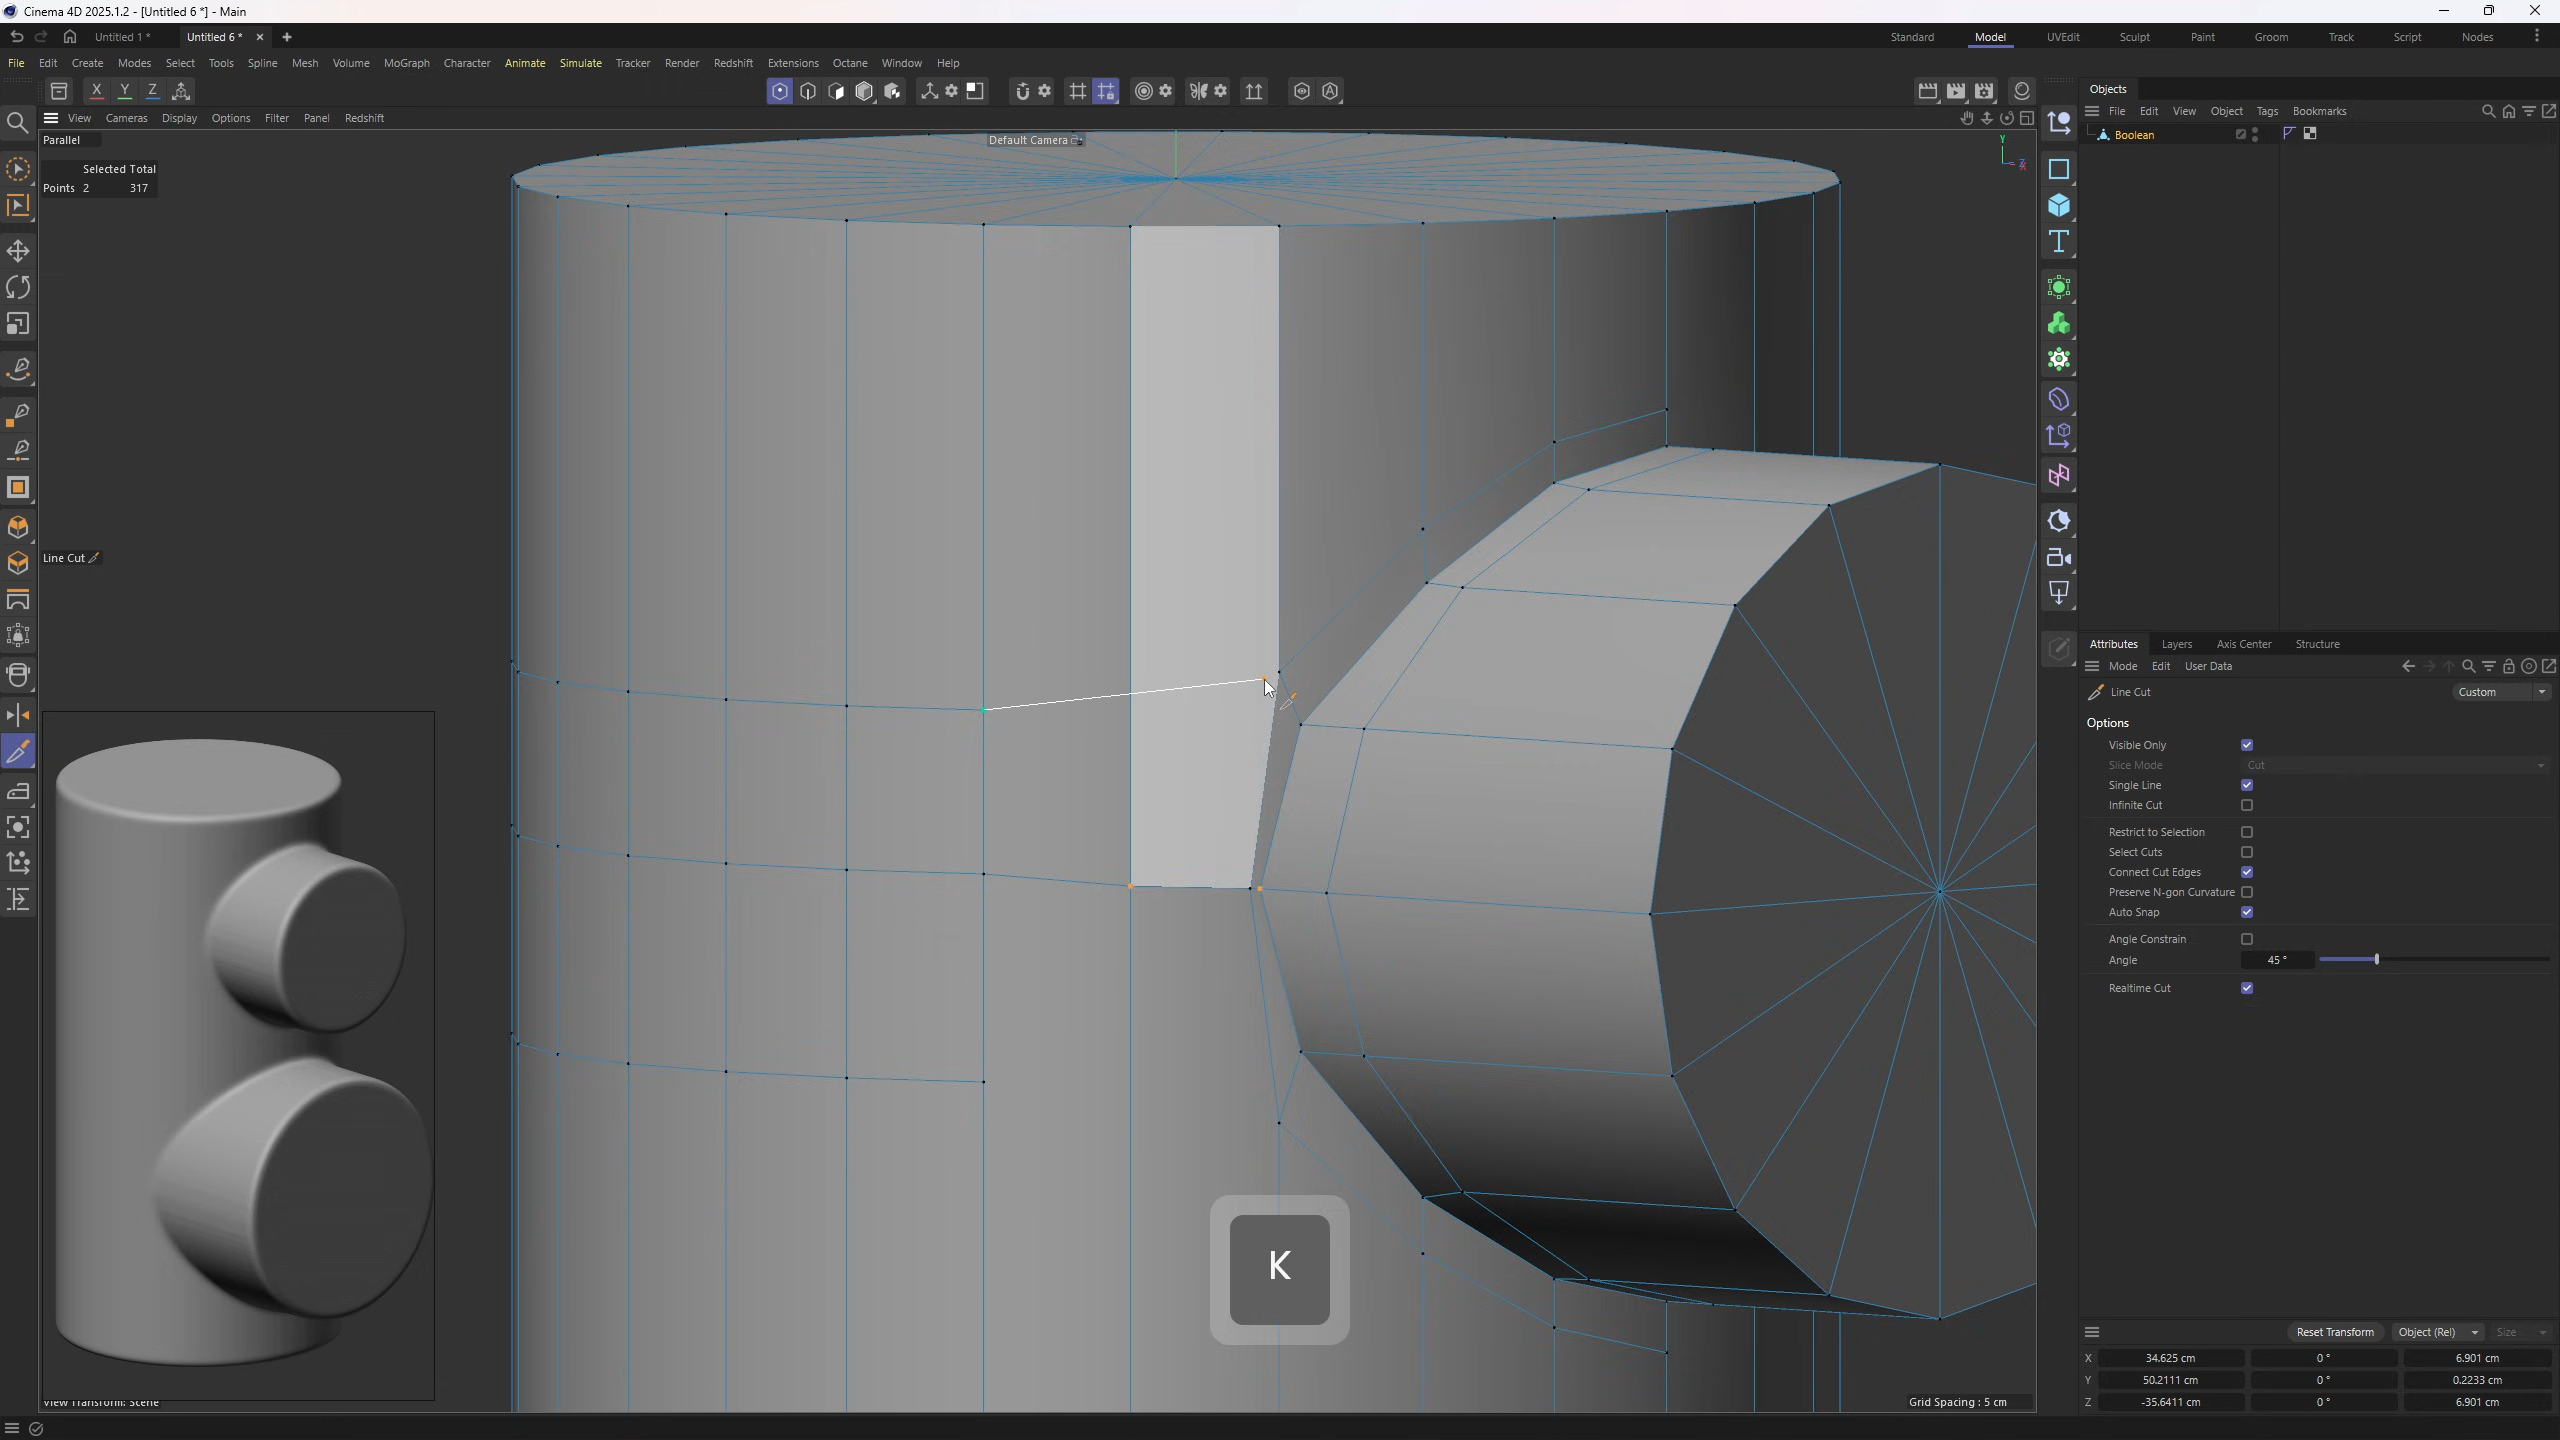 Cinema 4D 2025.1.2 - [Untitled 6 *] - Main
Untitled 1 *
Untitled 6 *
Standard
Model
UVEdit
Sculpt
Paint
Groom
Track
Script
Nodes
File Edit Create Modes Select Tools Spline Mesh Volume MoGraph Character Animate Simulate Tracker Render Redshift Extensions Octane Window Help
X Y Z
View Cameras Display Options Filter Panel Redshift
Parallel
Default Camera
Selected Total
Points 2 317
Y
Z
Line Cut
K
View Transform: Scene
Grid Spacing : 5 cm
Objects
File Edit View Object Tags Bookmarks
Boolean
Attributes Layers Axis Center Structure
Mode Edit User Data
Line Cut
Custom
Options
Visible Only
Slice Mode Cut
Single Line
Infinite Cut
Restrict to Selection
Select Cuts
Connect Cut Edges
Preserve N-gon Curvature
Auto Snap
Angle Constrain
Angle 45 °
Realtime Cut
Reset Transform Object (Rel) Size
X 34.625 cm 0 ° 6.901 cm
Y 50.2111 cm 0 ° 0.2233 cm
Z -35.6411 cm 0 ° 6.901 cm